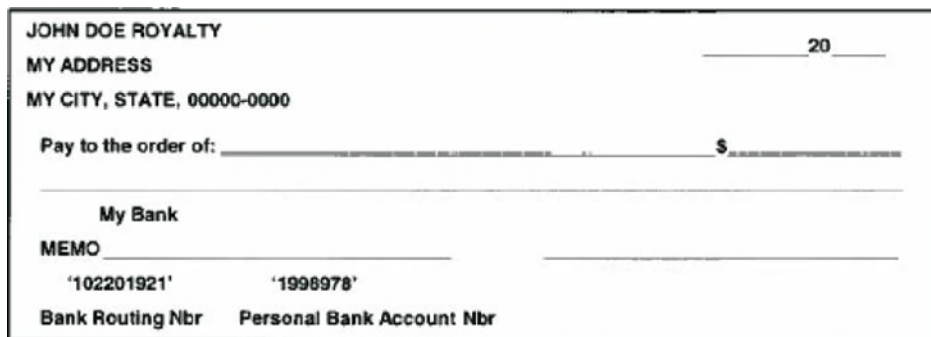 JOHN DOE ROYALTY
20
MY ADDRESS
MY CITY, STATE, 00000-0000
Pay to the order of: $
My Bank
MEMO
'102201921' '1998978'
Bank Routing Nbr Personal Bank Account Nbr